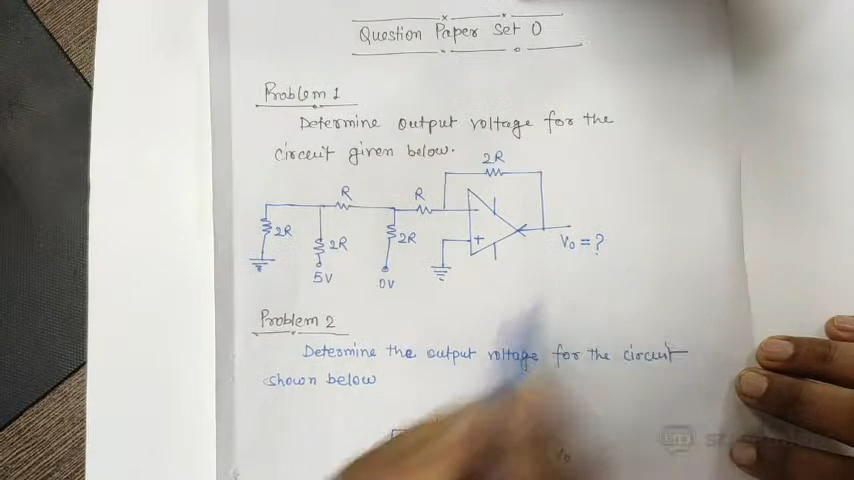 Question Paper Set 0
Problem 1
Determine output voltage for the
circuit given below.
2R
R
R
2R
2R
2R
5V
0V
-
+
V₀ = ?
Problem 2
Determine the output voltage for the circuit
shown below
V₀